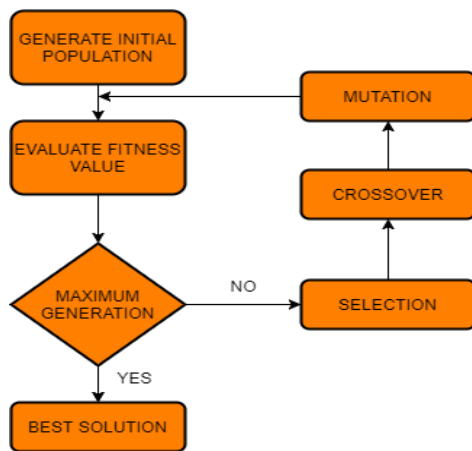 GENERATE INITIAL
POPULATION
EVALUATE FITNESS
VALUE
MAXIMUM
GENERATION
NO
YES
BEST SOLUTION
SELECTION
CROSSOVER
MUTATION